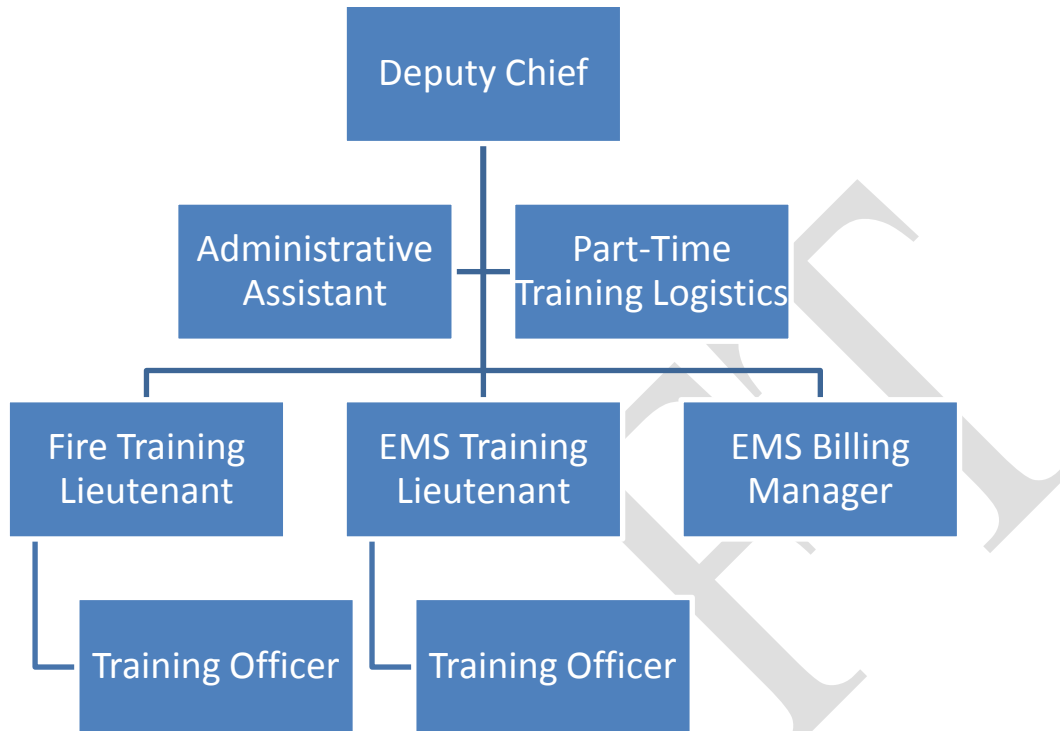 Deputy Chief
Administrative
Assistant
Part-Time
Training Logistics
Fire Training
Lieutenant
EMS Training
Lieutenant
EMS Billing
Manager
Training Officer
Training Officer